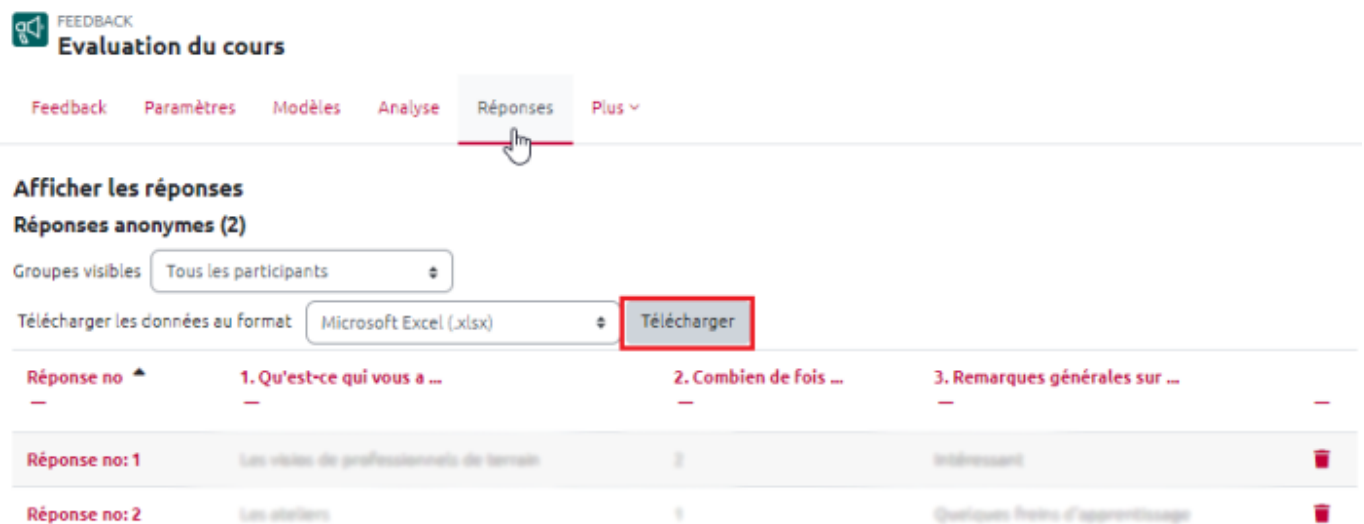 FEEDBACK
Evaluation du cours
Feedback Paramètres Modèles Analyse Réponses Plus
Afficher les réponses
Réponses anonymes (2)
Groupes visibles Tous les participants
Télécharger les données au format Microsoft Excel (.xlsx) Télécharger
Réponse no 1. Qu'est-ce qui vous a ... 2. Combien de fois ... 3. Remarques générales sur ...
Réponse no: 1 Les visies de professionnels de terrain 2 Intéressant
Réponse no: 2 Les ateliers 1 Quelques freins d'apprentissage